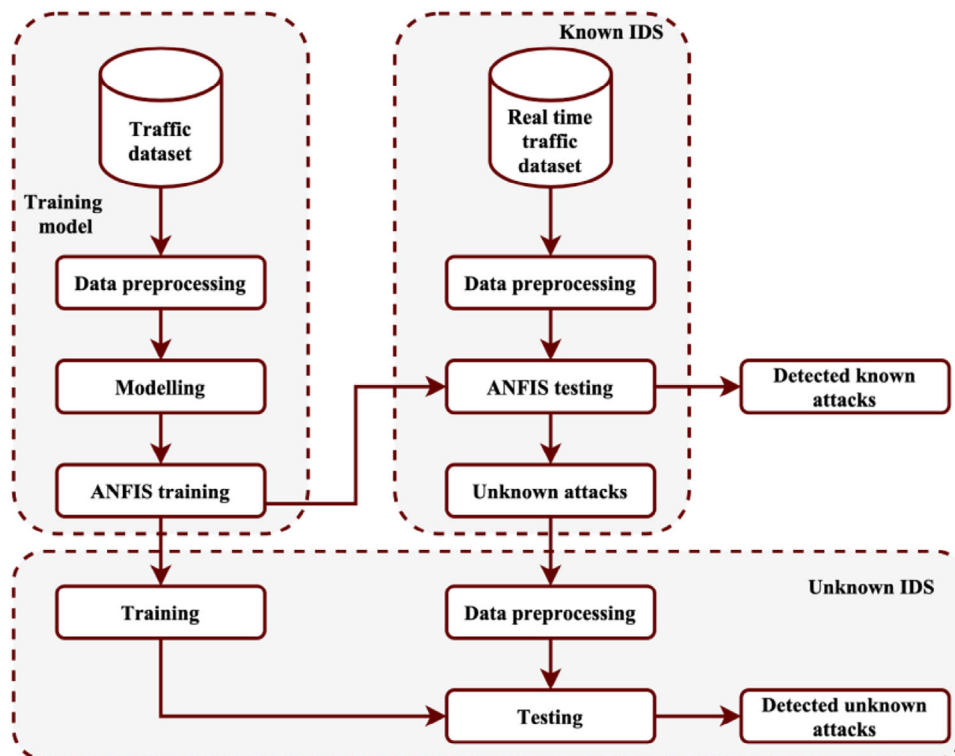 Known IDS
Traffic
dataset
Real time
traffic
dataset
Training
model
Data preprocessing
Data preprocessing
Modelling
ANFIS testing
Detected known
attacks
ANFIS training
Unknown attacks
Unknown IDS
Training
Data preprocessing
Testing
Detected unknown
attacks